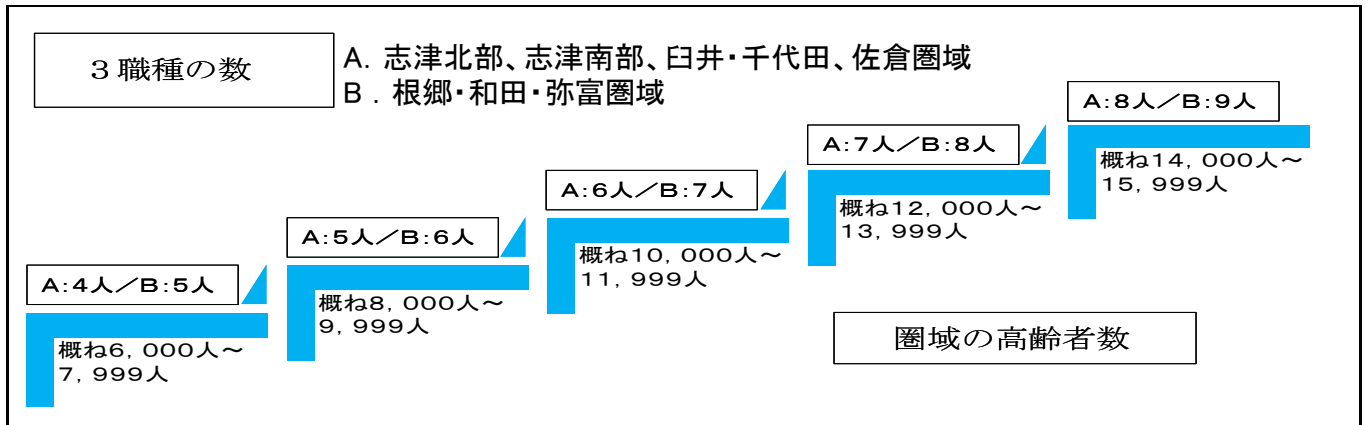 3職種の数
A. 志津北部、志津南部、臼井・千代田、佐倉圏域
B．根郷・和田・弥富圏域
A:8人／B:9人
概ね14,000人～
15,999人
A:7人／B:8人
概ね12,000人～
13,999人
A:6人／B:7人
概ね10,000人～
11,999人
A:5人／B:6人
概ね8,000人～
9,999人
A:4人／B:5人
概ね6,000人～
7,999人
圏域の高齢者数